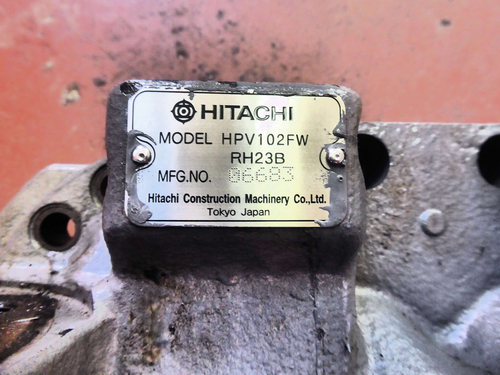 HITACHI
MODEL HPV102FW
RH23B
MFG.NO. 06683
Hitachi Construction Machinery Co.,Ltd.
Tokyo Japan